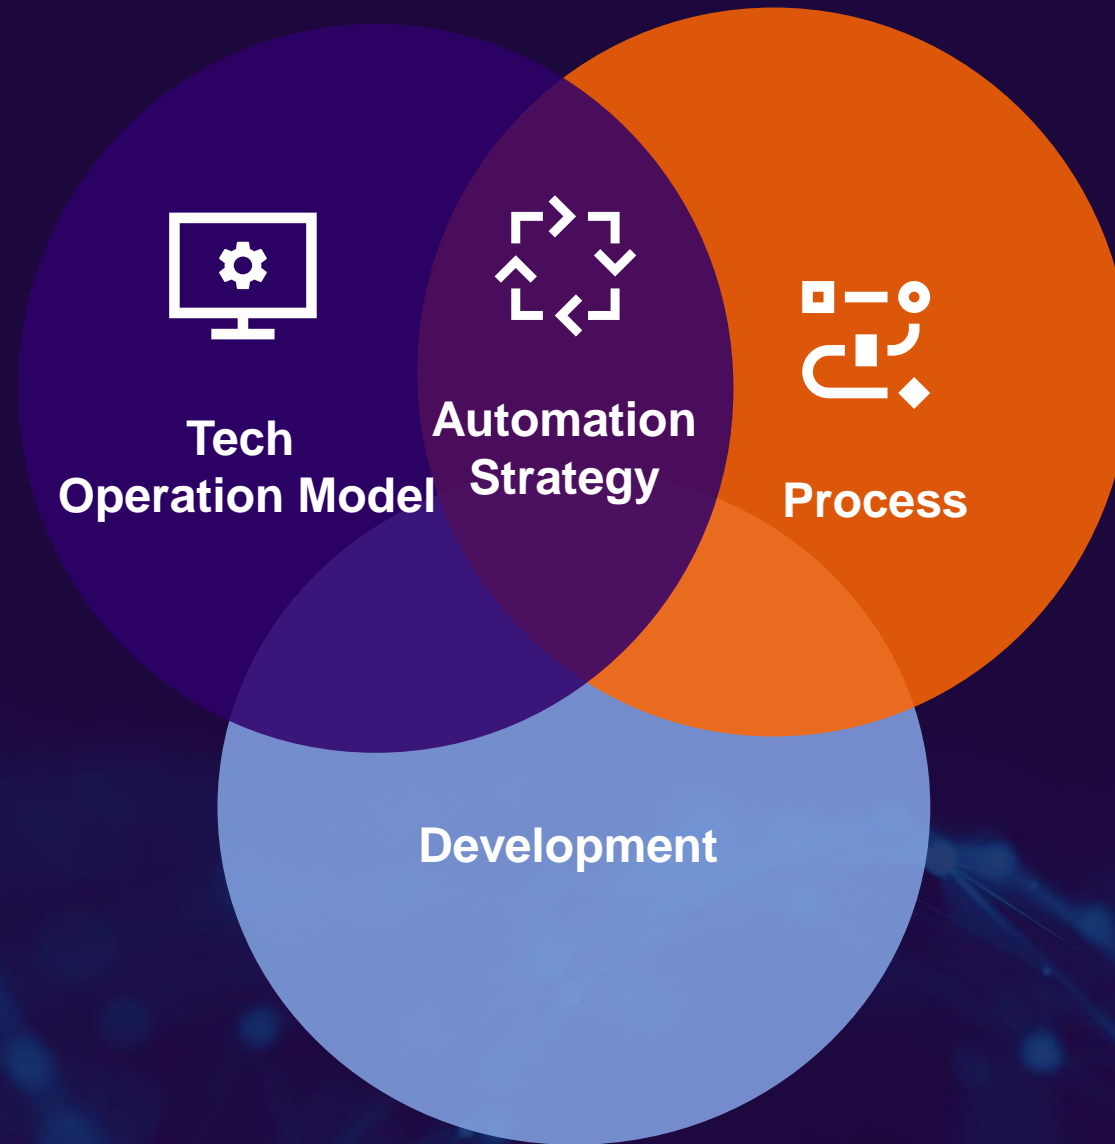 Tech
Operation Model
Automation
Strategy
Process
Development